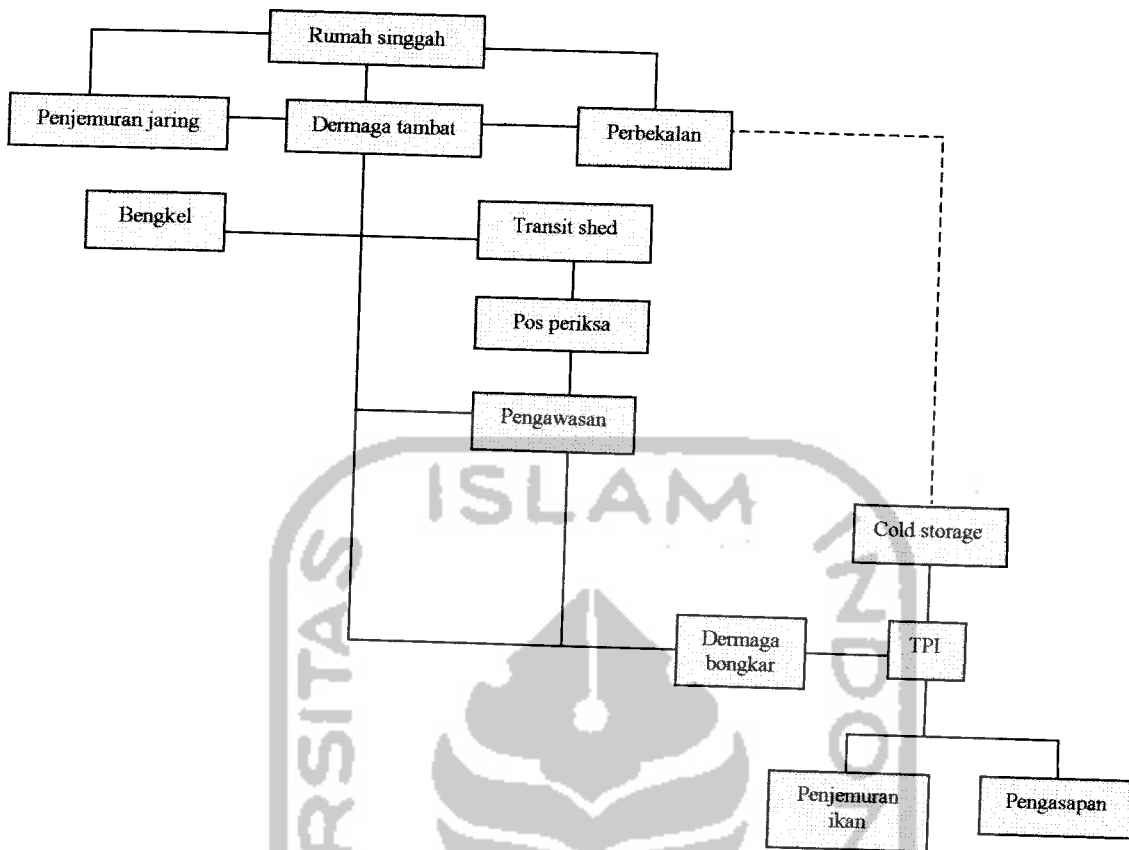 Rumah singgah
Penjemuran jaring
Dermaga tambat
Perbekalan
Bengkel
Transit shed
Pos periksa
Pengawasan
ISLAM
Cold storage
Dermaga
bongkar
TPI
Penjemuran
ikan
Pengasapan